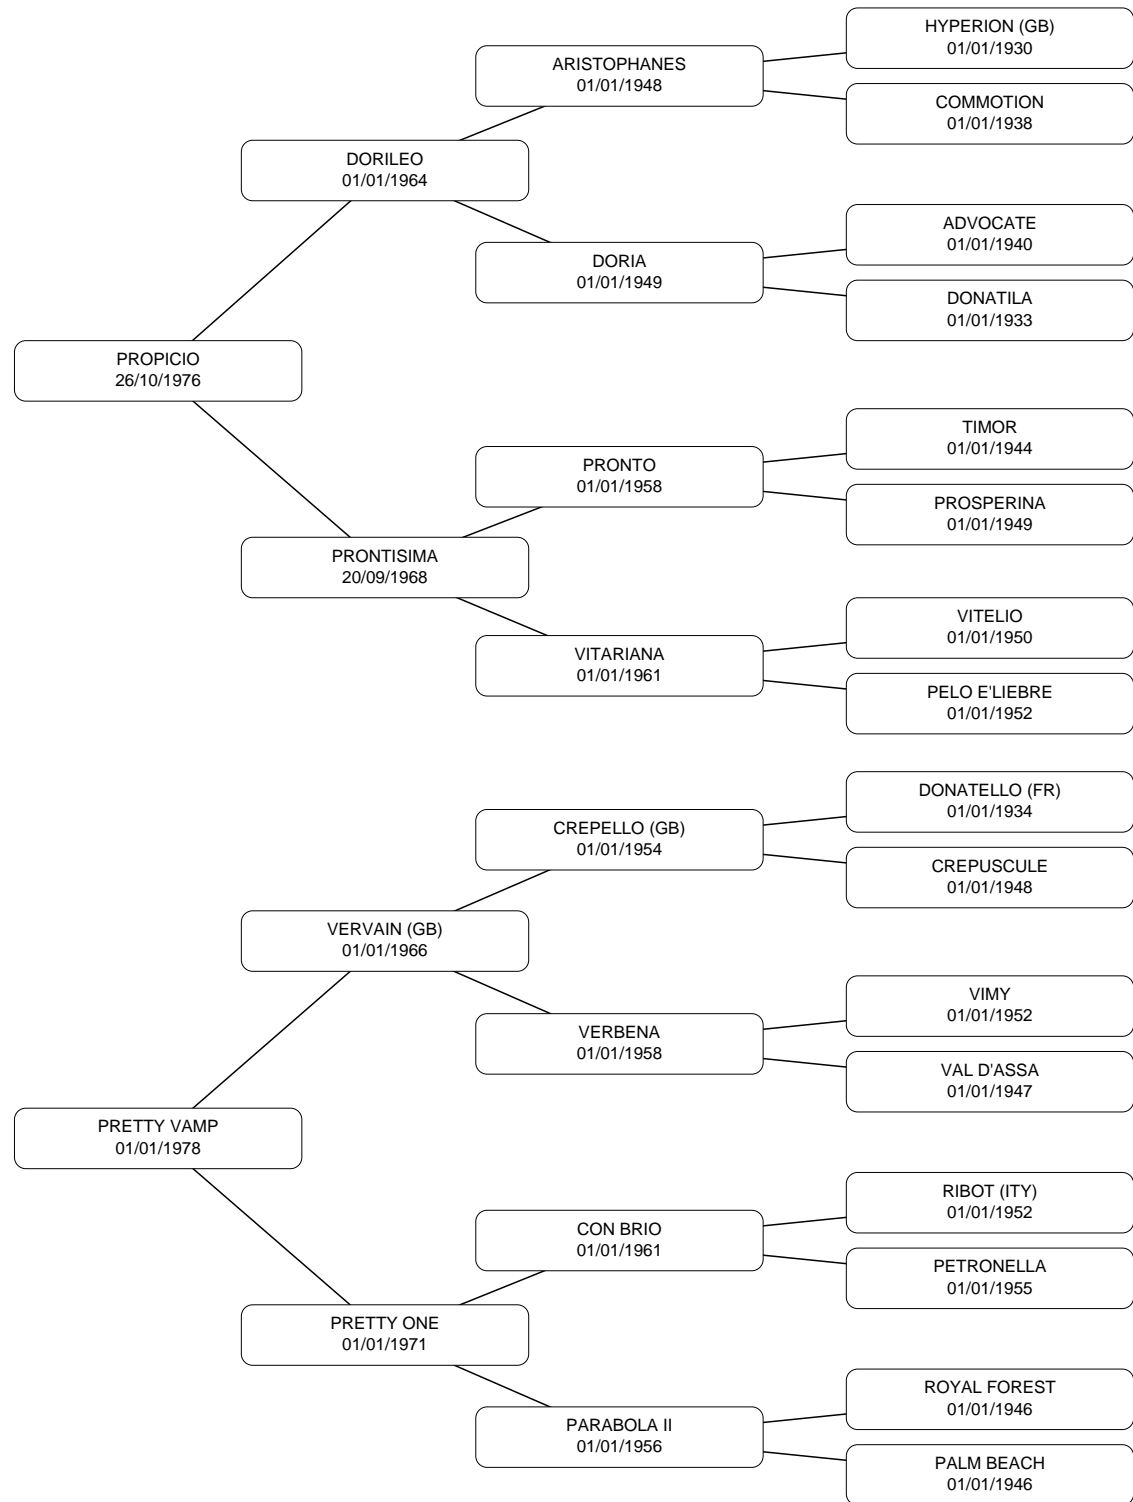 HYPERION (GB)
01/01/1930
ARISTOPHANES
01/01/1948
COMMOTION
01/01/1938
DORILEO
01/01/1964
ADVOCATE
01/01/1940
DORIA
01/01/1949
DONATILA
01/01/1933
PROPICIO
26/10/1976
TIMOR
01/01/1944
PRONTO
01/01/1958
PROSPERINA
01/01/1949
PRONTISIMA
20/09/1968
VITELIO
01/01/1950
VITARIANA
01/01/1961
PELO E'LIEBRE
01/01/1952
DONATELLO (FR)
01/01/1934
CREPELLO (GB)
01/01/1954
CREPUSCULE
01/01/1948
VERVAIN (GB)
01/01/1966
VIMY
01/01/1952
VERBENA
01/01/1958
VAL D'ASSA
01/01/1947
PRETTY VAMP
01/01/1978
RIBOT (ITY)
01/01/1952
CON BRIO
01/01/1961
PETRONELLA
01/01/1955
PRETTY ONE
01/01/1971
ROYAL FOREST
01/01/1946
PARABOLA II
01/01/1956
PALM BEACH
01/01/1946